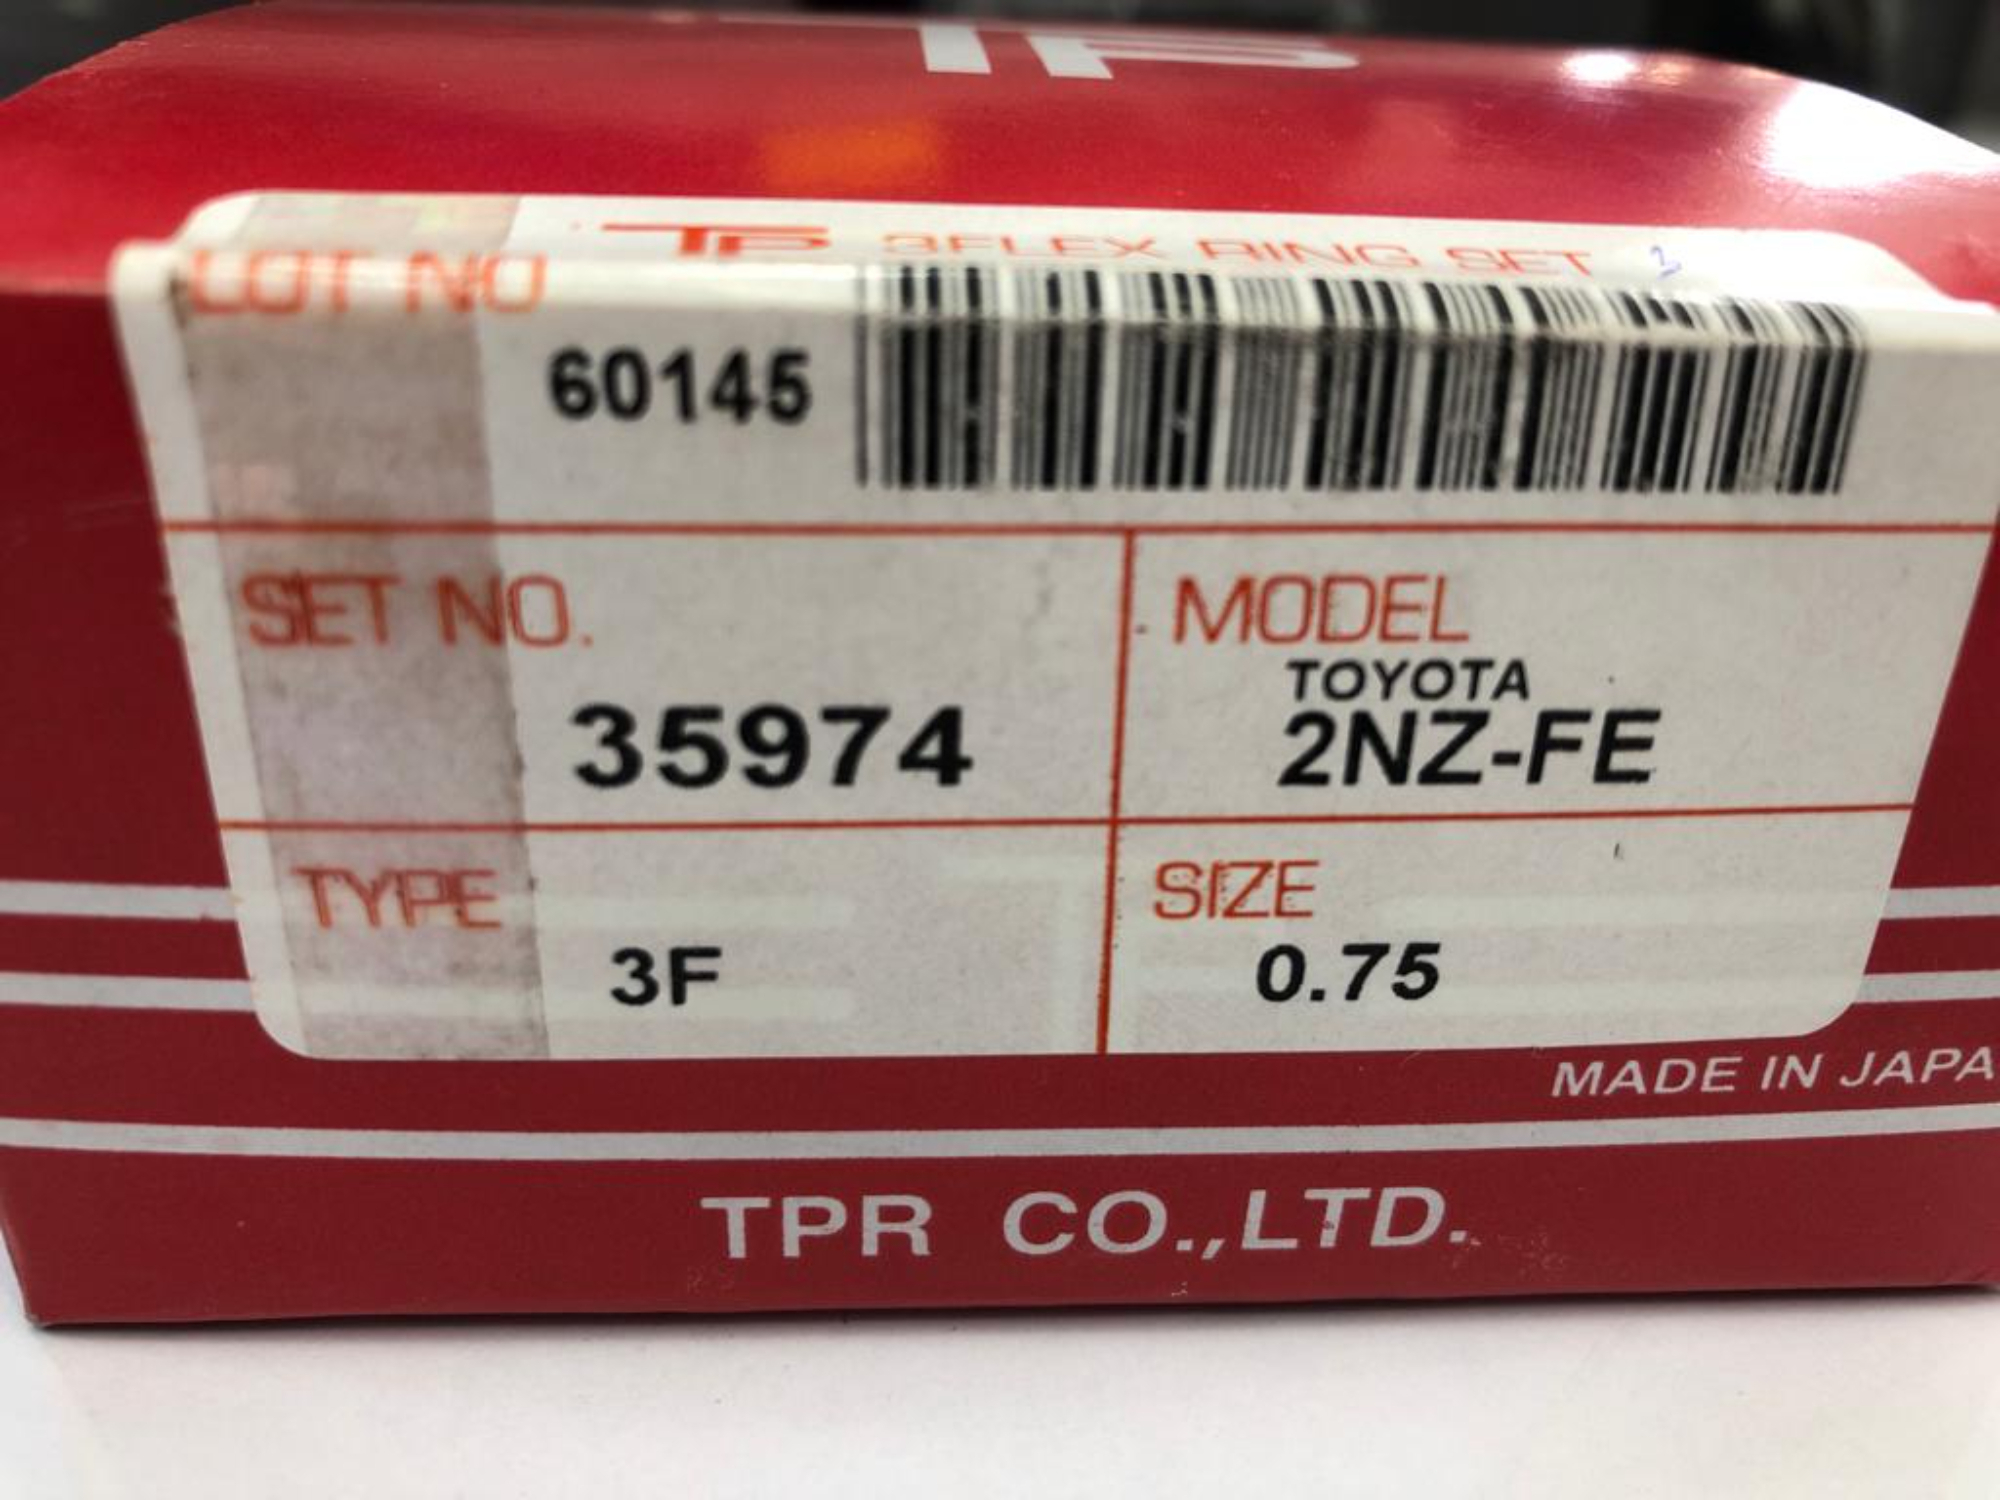 TP
TP 3FLEX RING SET
LOT NO
60145
SET NO.
35974
MODEL
TOYOTA
2NZ-FE
TYPE
3F
SIZE
0.75
MADE IN JAPA
TPR CO.,LTD.